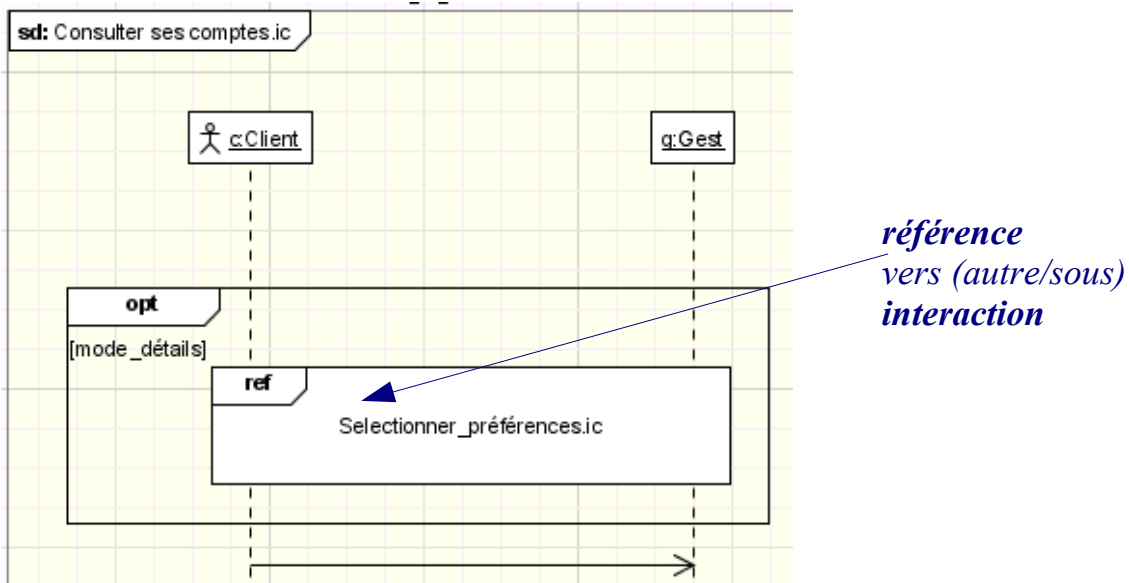 sd: Consulter ses comptes.ic
c:Client
g:Gest
référence
vers (autre/sous)
interaction
opt
[mode_détails]
ref
Selectionner_préférences.ic